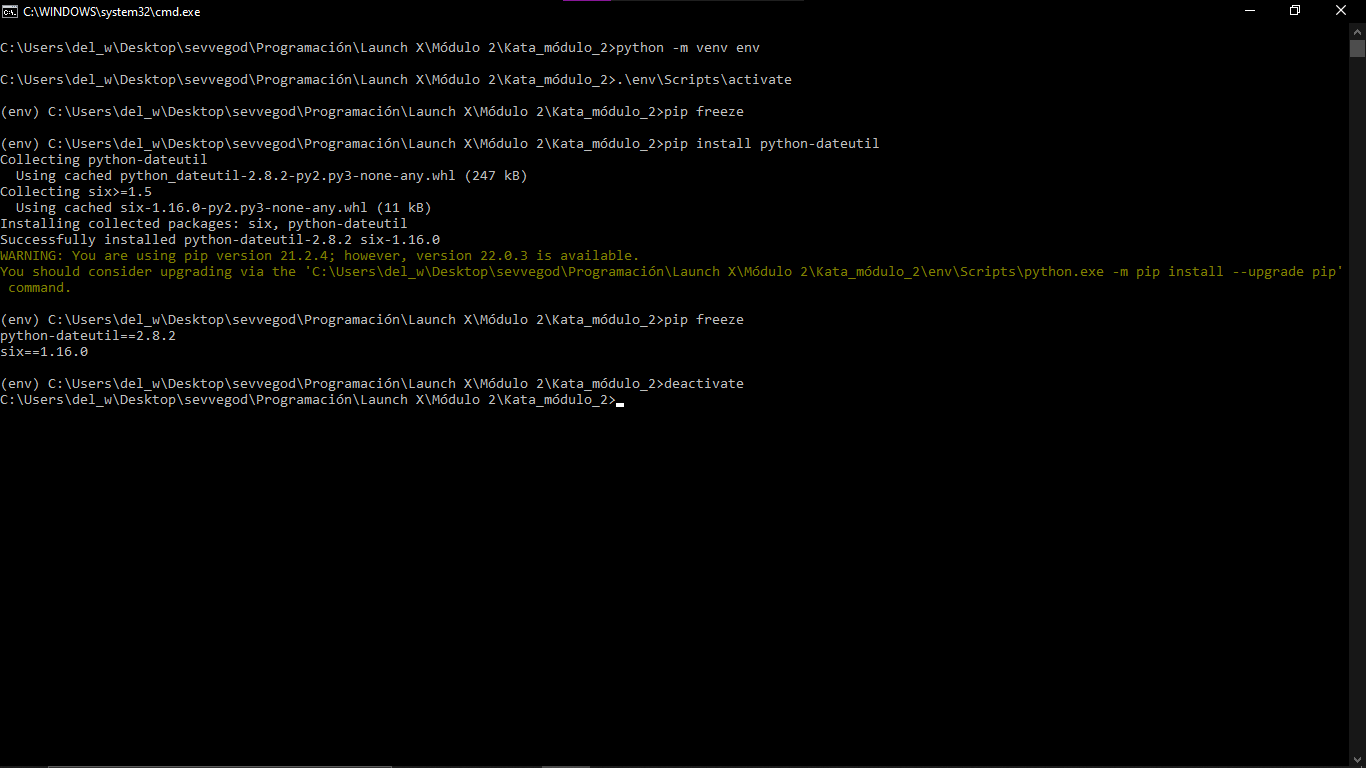 C:\WINDOWS\system32\cmd.exe
C:\Users\del_w\Desktop\sevvegod\Programación\Launch X\Módulo 2\Kata_módulo_2>python -m venv env
C:\Users\del_w\Desktop\sevvegod\Programación\Launch X\Módulo 2\Kata_módulo_2>.\env\Scripts\activate
(env) C:\Users\del_w\Desktop\sevvegod\Programación\Launch X\Módulo 2\Kata_módulo_2>pip freeze
(env) C:\Users\del_w\Desktop\sevvegod\Programación\Launch X\Módulo 2\Kata_módulo_2>pip install python-dateutil
Collecting python-dateutil
  Using cached python_dateutil-2.8.2-py2.py3-none-any.whl (247 kB)
Collecting six>=1.5
  Using cached six-1.16.0-py2.py3-none-any.whl (11 kB)
Installing collected packages: six, python-dateutil
Successfully installed python-dateutil-2.8.2 six-1.16.0
WARNING: You are using pip version 21.2.4; however, version 22.0.3 is available.
You should consider upgrading via the 'C:\Users\del_w\Desktop\sevvegod\Programación\Launch X\Módulo 2\Kata_módulo_2\env\Scripts\python.exe -m pip install --upgrade pip'
 command.
(env) C:\Users\del_w\Desktop\sevvegod\Programación\Launch X\Módulo 2\Kata_módulo_2>pip freeze
python-dateutil==2.8.2
six==1.16.0
(env) C:\Users\del_w\Desktop\sevvegod\Programación\Launch X\Módulo 2\Kata_módulo_2>deactivate
C:\Users\del_w\Desktop\sevvegod\Programación\Launch X\Módulo 2\Kata_módulo_2>